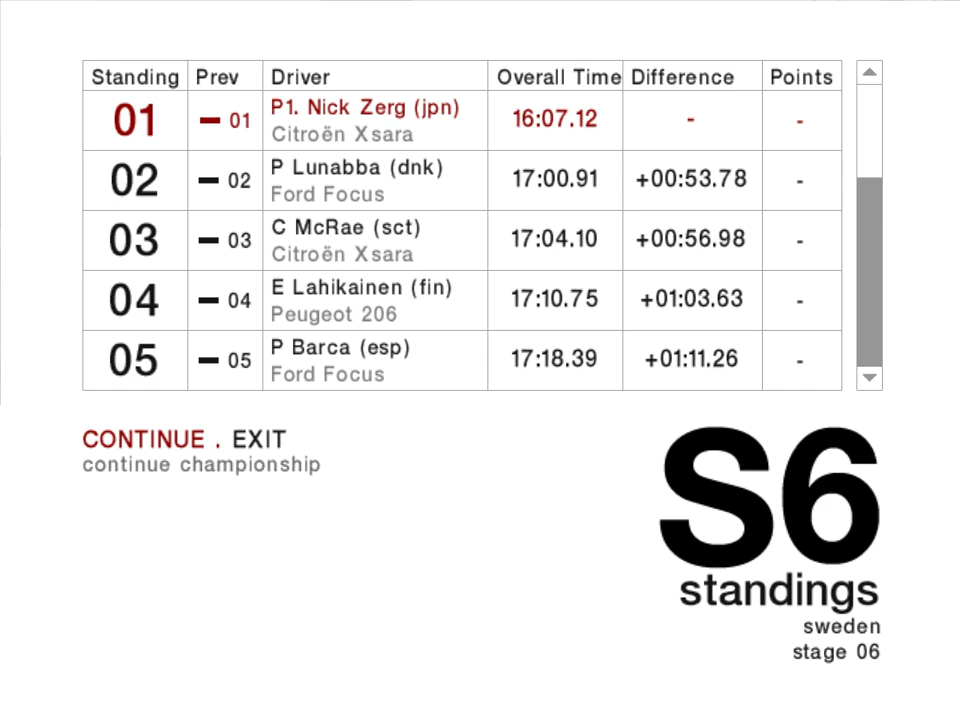 Standing Prev Driver Overall Time Difference Points
01 – 01 P1. Nick Zerg (jpn) 16:07.12 - -
Citroën Xsara
02 – 02 P Lunabba (dnk) 17:00.91 +00:53.78 -
Ford Focus
03 – 03 C McRae (sct) 17:04.10 +00:56.98 -
Citroën Xsara
04 – 04 E Lahikainen (fin) 17:10.75 +01:03.63 -
Peugeot 206
05 – 05 P Barca (esp) 17:18.39 +01:11.26 -
Ford Focus
CONTINUE . EXIT
continue championship
S6
standings
sweden
stage 06